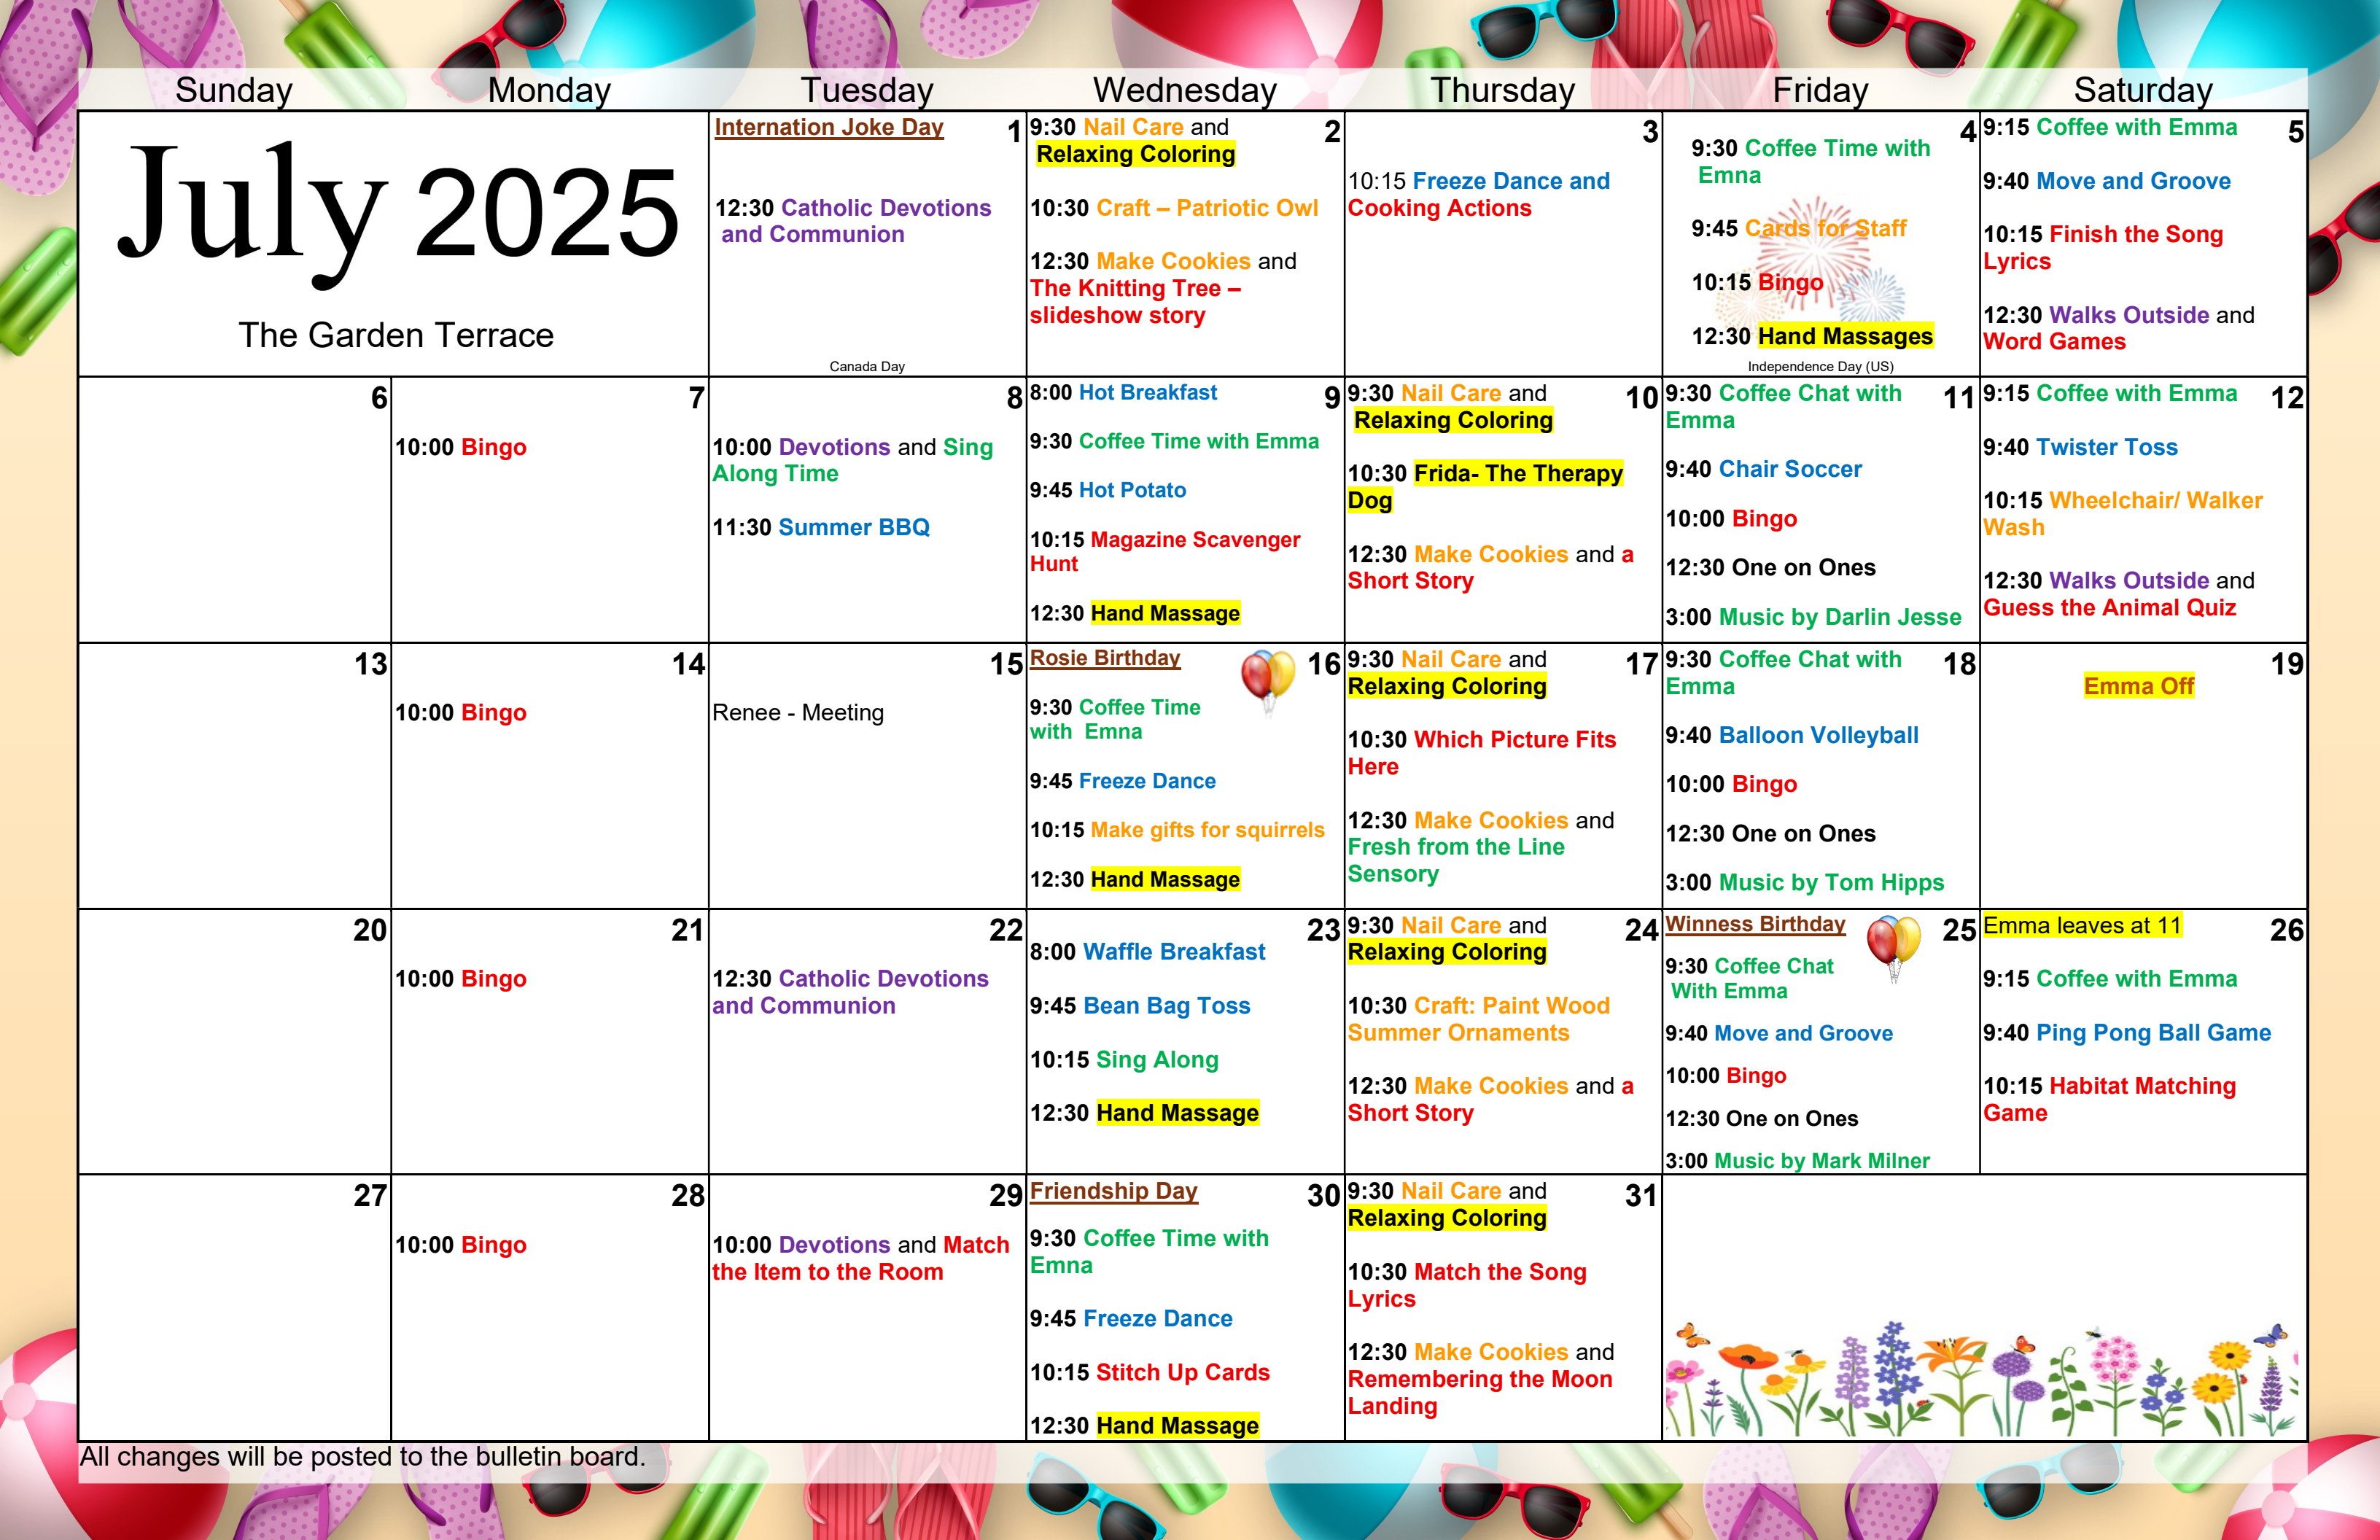 Sunday Monday Tuesday Wednesday Thursday Friday Saturday
July 2025
The Garden Terrace
Internation Joke Day 1
12:30 Catholic Devotions
and Communion
Canada Day
9:30 Nail Care and 2
Relaxing Coloring
10:30 Craft – Patriotic Owl
12:30 Make Cookies and
The Knitting Tree –
slideshow story
3
10:15 Freeze Dance and
Cooking Actions
4
9:30 Coffee Time with
Emna
9:45 Cards for Staff
10:15 Bingo
12:30 Hand Massages
Independence Day (US)
9:15 Coffee with Emma 5
9:40 Move and Groove
10:15 Finish the Song
Lyrics
12:30 Walks Outside and
Word Games
6
7
10:00 Bingo
8
10:00 Devotions and Sing
Along Time
11:30 Summer BBQ
8:00 Hot Breakfast 9
9:30 Coffee Time with Emma
9:45 Hot Potato
10:15 Magazine Scavenger
Hunt
12:30 Hand Massage
9:30 Nail Care and 10
Relaxing Coloring
10:30 Frida- The Therapy
Dog
12:30 Make Cookies and a
Short Story
9:30 Coffee Chat with 11
Emma
9:40 Chair Soccer
10:00 Bingo
12:30 One on Ones
3:00 Music by Darlin Jesse
9:15 Coffee with Emma 12
9:40 Twister Toss
10:15 Wheelchair/ Walker
Wash
12:30 Walks Outside and
Guess the Animal Quiz
13
14
10:00 Bingo
15
Renee - Meeting
Rosie Birthday 16
9:30 Coffee Time
with Emna
9:45 Freeze Dance
10:15 Make gifts for squirrels
12:30 Hand Massage
9:30 Nail Care and 17
Relaxing Coloring
10:30 Which Picture Fits
Here
12:30 Make Cookies and
Fresh from the Line
Sensory
9:30 Coffee Chat with 18
Emma
9:40 Balloon Volleyball
10:00 Bingo
12:30 One on Ones
3:00 Music by Tom Hipps
19
Emma Off
20
21
10:00 Bingo
22
12:30 Catholic Devotions
and Communion
23
8:00 Waffle Breakfast
9:45 Bean Bag Toss
10:15 Sing Along
12:30 Hand Massage
9:30 Nail Care and 24
Relaxing Coloring
10:30 Craft: Paint Wood
Summer Ornaments
12:30 Make Cookies and a
Short Story
Winness Birthday 25
9:30 Coffee Chat
With Emma
9:40 Move and Groove
10:00 Bingo
12:30 One on Ones
3:00 Music by Mark Milner
Emma leaves at 11 26
9:15 Coffee with Emma
9:40 Ping Pong Ball Game
10:15 Habitat Matching
Game
27
28
10:00 Bingo
29
10:00 Devotions and Match
the Item to the Room
Friendship Day 30
9:30 Coffee Time with
Emna
9:45 Freeze Dance
10:15 Stitch Up Cards
12:30 Hand Massage
9:30 Nail Care and 31
Relaxing Coloring
10:30 Match the Song
Lyrics
12:30 Make Cookies and
Remembering the Moon
Landing
All changes will be posted to the bulletin board.